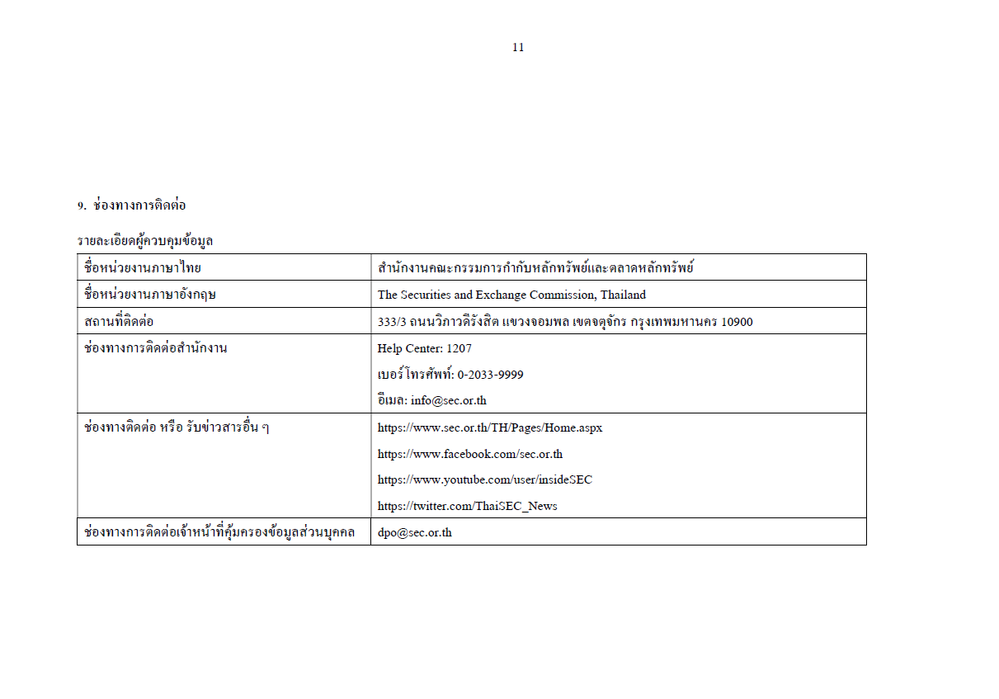 11
9. ช่องทางการติดต่อ
รายละเอียดผู้ควบคุมข้อมูล
ชื่อหน่วยงานภาษาไทย สำนักงานคณะกรรมการกำกับหลักทรัพย์และตลาดหลักทรัพย์
ชื่อหน่วยงานภาษาอังกฤษ The Securities and Exchange Commission, Thailand
สถานที่ติดต่อ 333/3 ถนนวิภาวดีรังสิต แขวงจอมพล เขตจตุจักร กรุงเทพมหานคร 10900
ช่องทางการติดต่อสำนักงาน Help Center: 1207
เบอร์โทรศัพท์: 0-2033-9999
อีเมล: info@sec.or.th
ช่องทางติดต่อ หรือ รับข่าวสารอื่น ๆ https://www.sec.or.th/TH/Pages/Home.aspx
https://www.facebook.com/sec.or.th
https://www.youtube.com/user/insideSEC
https://twitter.com/ThaiSEC_News
ช่องทางการติดต่อเจ้าหน้าที่คุ้มครองข้อมูลส่วนบุคคล dpo@sec.or.th